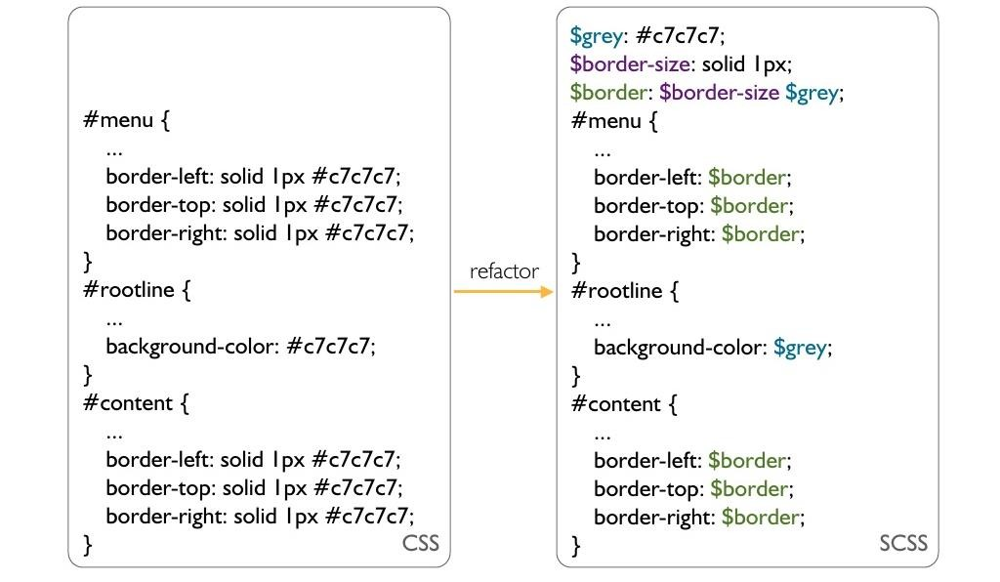 #menu {
...
border-left: solid 1px #c7c7c7;
border-top: solid 1px #c7c7c7;
border-right: solid 1px #c7c7c7;
}
#rootline {
...
background-color: #c7c7c7;
}
#content {
...
border-left: solid 1px #c7c7c7;
border-top: solid 1px #c7c7c7;
border-right: solid 1px #c7c7c7;
}
CSS
refactor
$grey: #c7c7c7;
$border-size: solid 1px;
$border: $border-size $grey;
#menu {
...
border-left: $border;
border-top: $border;
border-right: $border;
}
#rootline {
...
background-color: $grey;
}
#content {
...
border-left: $border;
border-top: $border;
border-right: $border;
}
SCSS